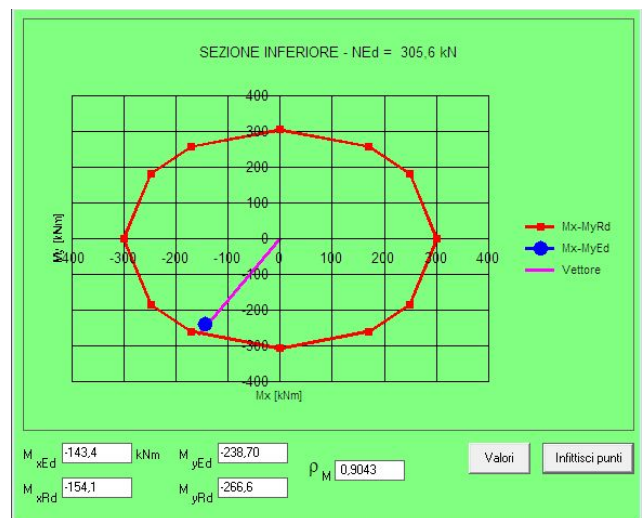 SEZIONE INFERIORE - NEd = 305,6 kN
400
300
200
100
0
-100
-200
-300
-400
-400 -300 -200 -100 0 100 200 300 400
My [kNm]
Mx [kNm]
Mx-MyRd
Mx-MyEd
Vettore
M xEd -143,4 kNm M yEd -238,70
ρ M 0,9043
Valori Infittisci punti
M xRd -154,1 M yRd -266,6